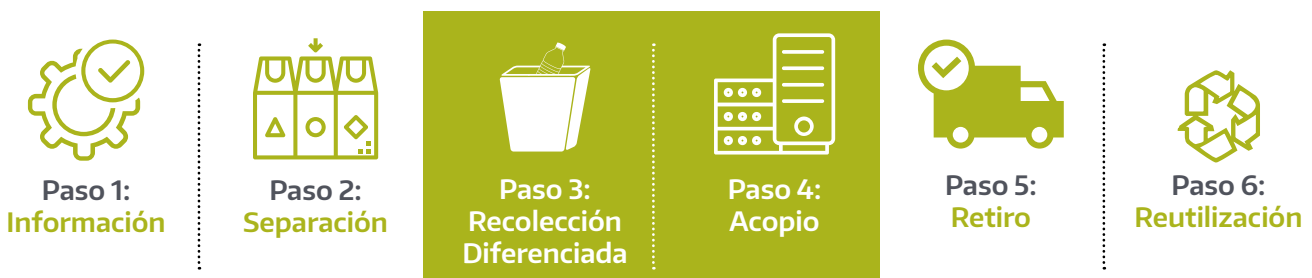 Paso 1:
Información
Paso 2:
Separación
Paso 3:
Recolección
Diferenciada
Paso 4:
Acopio
Paso 5:
Retiro
Paso 6:
Reutilización